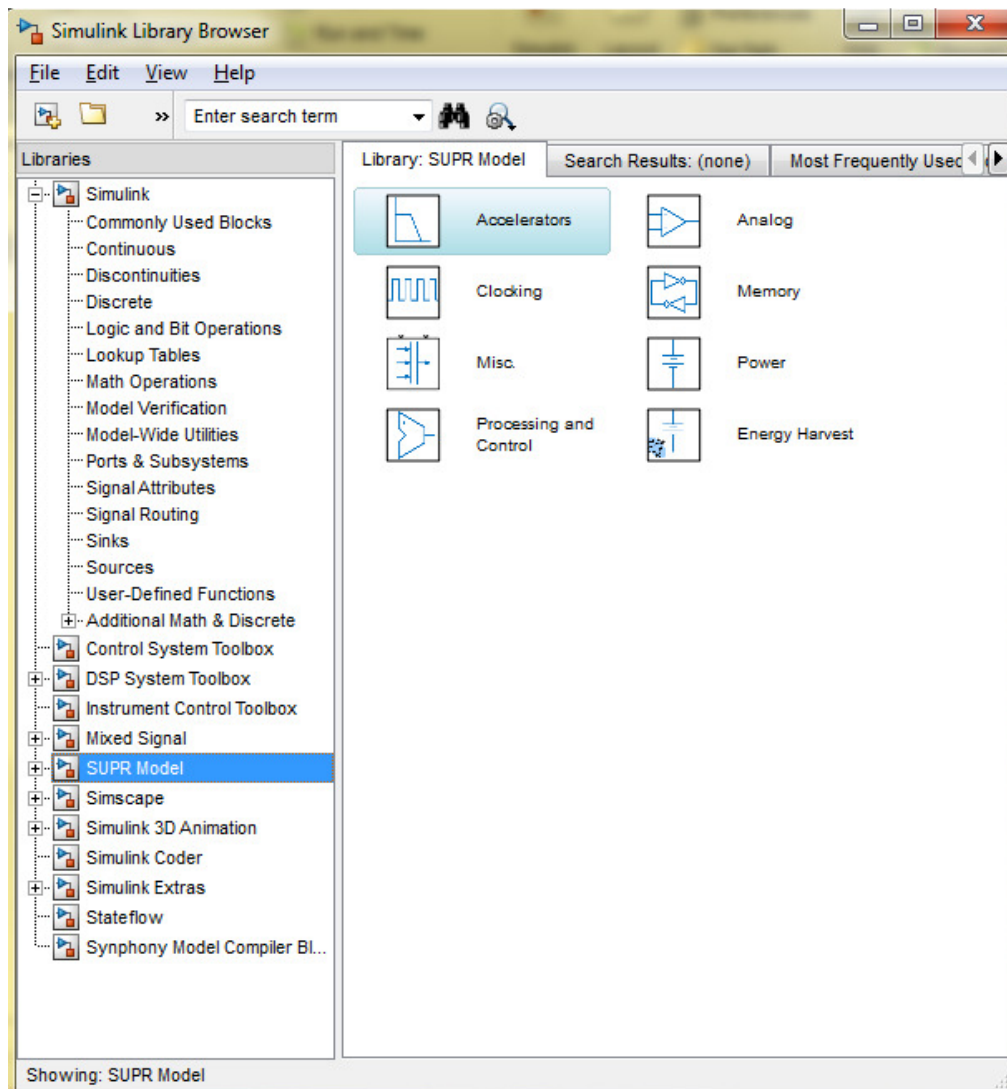 Simulink Library Browser
File Edit View Help
» Enter search term
Libraries
Library: SUPR Model Search Results: (none) Most Frequently Used
Simulink
Commonly Used Blocks
Continuous
Discontinuities
Discrete
Logic and Bit Operations
Lookup Tables
Math Operations
Model Verification
Model-Wide Utilities
Ports & Subsystems
Signal Attributes
Signal Routing
Sinks
Sources
User-Defined Functions
Additional Math & Discrete
Control System Toolbox
DSP System Toolbox
Instrument Control Toolbox
Mixed Signal
SUPR Model
Simscape
Simulink 3D Animation
Simulink Coder
Simulink Extras
Stateflow
Synphony Model Compiler Bl...
Accelerators
Analog
Clocking
Memory
Misc.
Power
Processing and
Control
Energy Harvest
Showing: SUPR Model